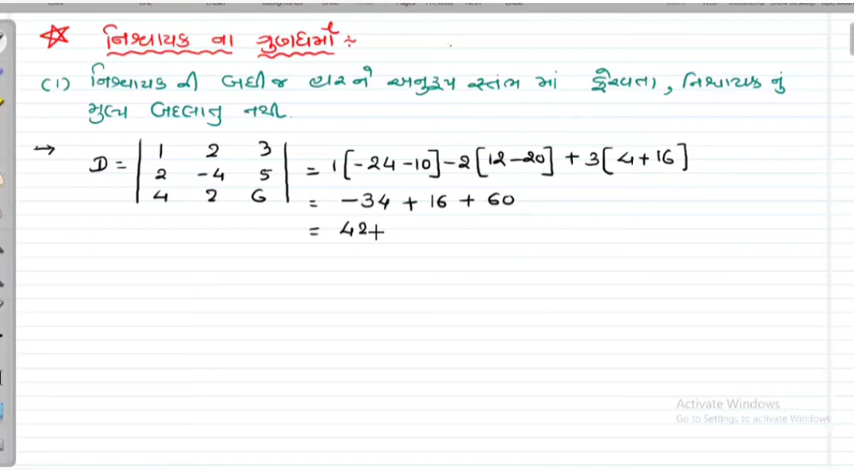 નિશ્ચાયક ના ગુણધર્મો :-
(1) નિશ્ચાયક ની બધી જ હાર ને અનુરૂપ સ્તંભ માં ફેરવતા, નિશ્ચાયક નું
મુલ્ય બદલાતુ નથી.
→ D = | 1 2 3 | = 1[-24-10]-2[12-20] + 3[4+16]
| 2 -4 5 |
| 4 2 6 | = -34 + 16 + 60
= 42+
Activate Windows
Go to Settings to activate Windows